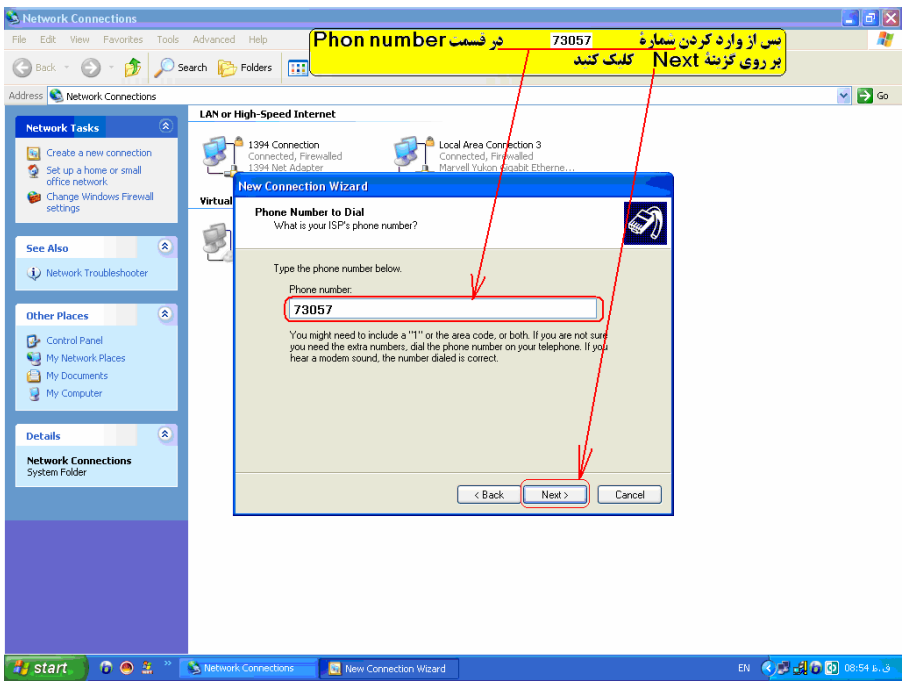 Network Connections
File Edit View Favorites Tools Advanced Help
پس از وارد کردن شمارهٔ 73057 در قسمت Phon number
بر روی گزینهٔ Next کلیک کنید
Back Search Folders
Address Network Connections Go
Network Tasks
Create a new connection
Set up a home or small
office network
Change Windows Firewall
settings
See Also
Network Troubleshooter
Other Places
Control Panel
My Network Places
My Documents
My Computer
Details
Network Connections
System Folder
LAN or High-Speed Internet
1394 Connection
Connected, Firewalled
1394 Net Adapter
Local Area Connection 3
Connected, Firewalled
Marvell Yukon Gigabit Etherne...
Virtual
New Connection Wizard
Phone Number to Dial
What is your ISP's phone number?
Type the phone number below.
Phone number:
73057
You might need to include a "1" or the area code, or both. If you are not sure
you need the extra numbers, dial the phone number on your telephone. If you
hear a modem sound, the number dialed is correct.
< Back Next > Cancel
start Network Connections New Connection Wizard EN 08:54 ق.ظ